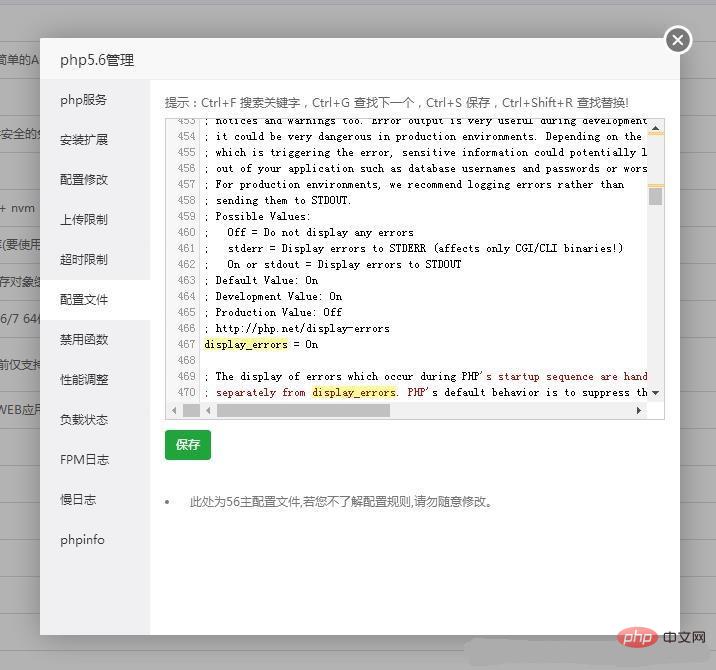 php5.6管理
简单的A
安全的
+ nvm
(要使用
存对象缓
6/7 64
前仅支持
WEB应用
php服务
安装扩展
配置修改
上传限制
超时限制
配置文件
禁用函数
性能调整
负载状态
FPM日志
慢日志
phpinfo
提示：Ctrl+F 搜索关键字，Ctrl+G 查找下一个，Ctrl+S 保存，Ctrl+Shift+R 查找替换!
453 ; notices and warnings too. Error output is very useful during development
454 ; it could be very dangerous in production environments. Depending on the
455 ; which is triggering the error, sensitive information could potentially l
456 ; out of your application such as database usernames and passwords or wors
457 ; For production environments, we recommend logging errors rather than
458 ; sending them to STDOUT.
459 ; Possible Values:
460 ;   Off = Do not display any errors
461 ;   stderr = Display errors to STDERR (affects only CGI/CLI binaries!)
462 ;   On or stdout = Display errors to STDOUT
463 ; Default Value: On
464 ; Development Value: On
465 ; Production Value: Off
466 ; http://php.net/display-errors
467 display_errors = On
468
469 ; The display of errors which occur during PHP's startup sequence are hand
470 ; separately from display_errors. PHP's default behavior is to suppress th
保存
此处为56主配置文件,若您不了解配置规则,请勿随意修改。
php 中文网